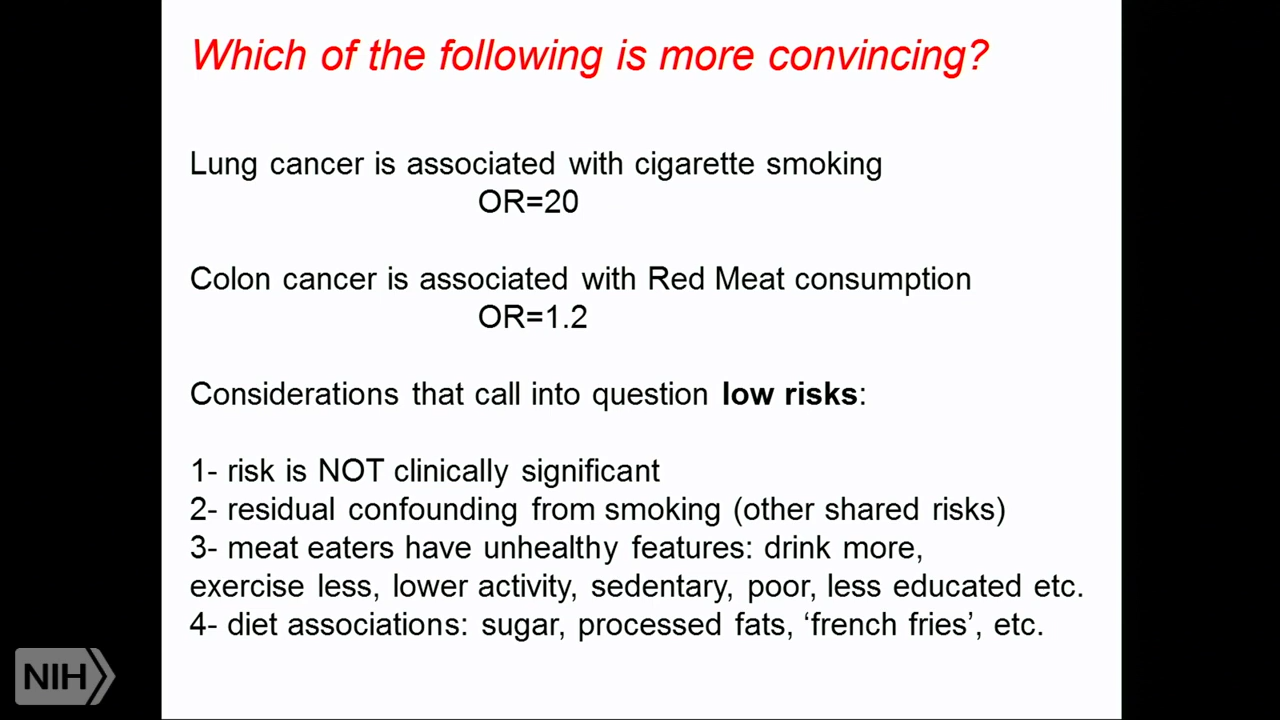 Which of the following is more convincing?
Lung cancer is associated with cigarette smoking
OR=20
Colon cancer is associated with Red Meat consumption
OR=1.2
Considerations that call into question low risks:
1- risk is NOT clinically significant
2- residual confounding from smoking (other shared risks)
3- meat eaters have unhealthy features: drink more,
exercise less, lower activity, sedentary, poor, less educated etc.
4- diet associations: sugar, processed fats, ‘french fries’, etc.
NIH